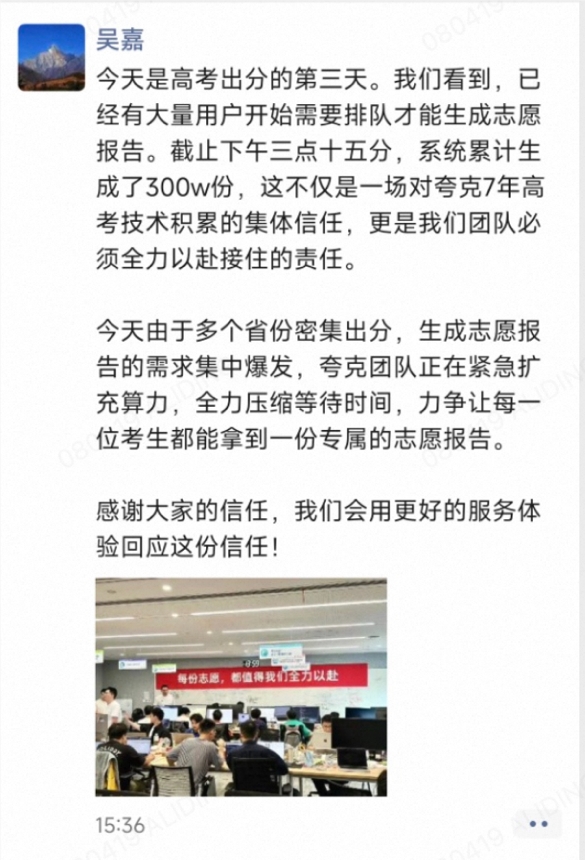 吴嘉
今天是高考出分的第三天。我们看到，已
经有大量用户开始需要排队才能生成志愿
报告。截止下午三点十五分，系统累计生
成了300w份，这不仅是一场对夸克7年高
考技术积累的集体信任，更是我们团队必
须全力以赴接住的责任。
今天由于多个省份密集出分，生成志愿报
告的需求集中爆发，夸克团队正在紧急扩
充算力，全力压缩等待时间，力争让每一
位考生都能拿到一份专属的志愿报告。
感谢大家的信任，我们会用更好的服务体
验回应这份信任！
每份志愿，都值得我们全力以赴
15:36